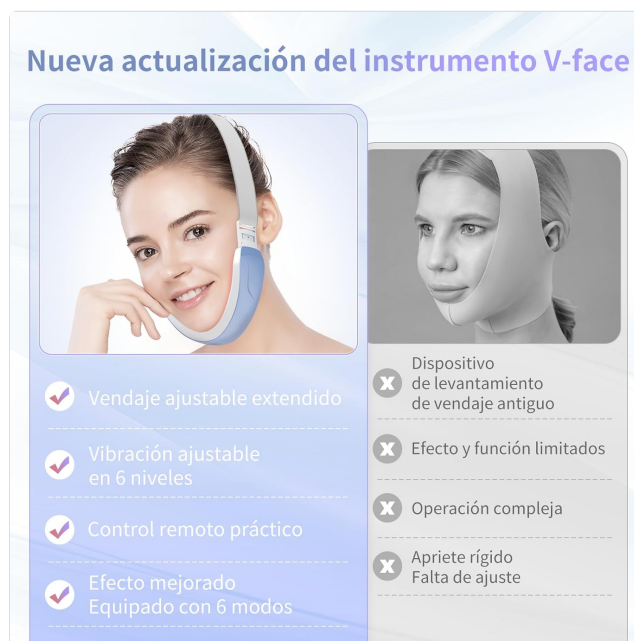 Nueva actualización del instrumento V-face
Vendaje ajustable extendido
Vibración ajustable
en 6 niveles
Control remoto práctico
Efecto mejorado
Equipado con 6 modos
Dispositivo
de levantamiento
de vendaje antiguo
Efecto y función limitados
Operación compleja
Apriete rígido
Falta de ajuste